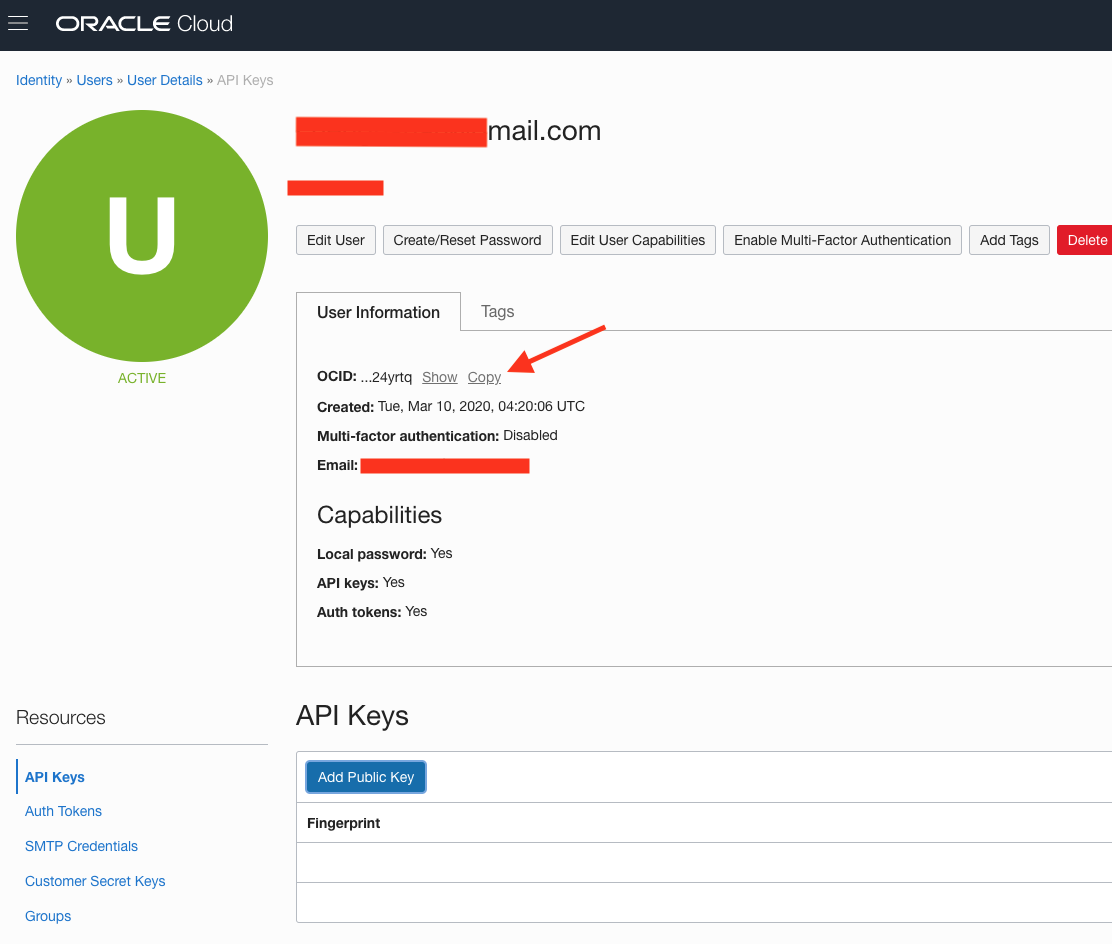 ORACLE Cloud
Identity » Users » User Details » API Keys
U
ACTIVE
mail.com
Edit User Create/Reset Password Edit User Capabilities Enable Multi-Factor Authentication Add Tags Delete
User Information Tags
OCID: ...24yrtq Show Copy
Created: Tue, Mar 10, 2020, 04:20:06 UTC
Multi-factor authentication: Disabled
Email:
Capabilities
Local password: Yes
API keys: Yes
Auth tokens: Yes
Resources
API Keys
Auth Tokens
SMTP Credentials
Customer Secret Keys
Groups
API Keys
Add Public Key
Fingerprint